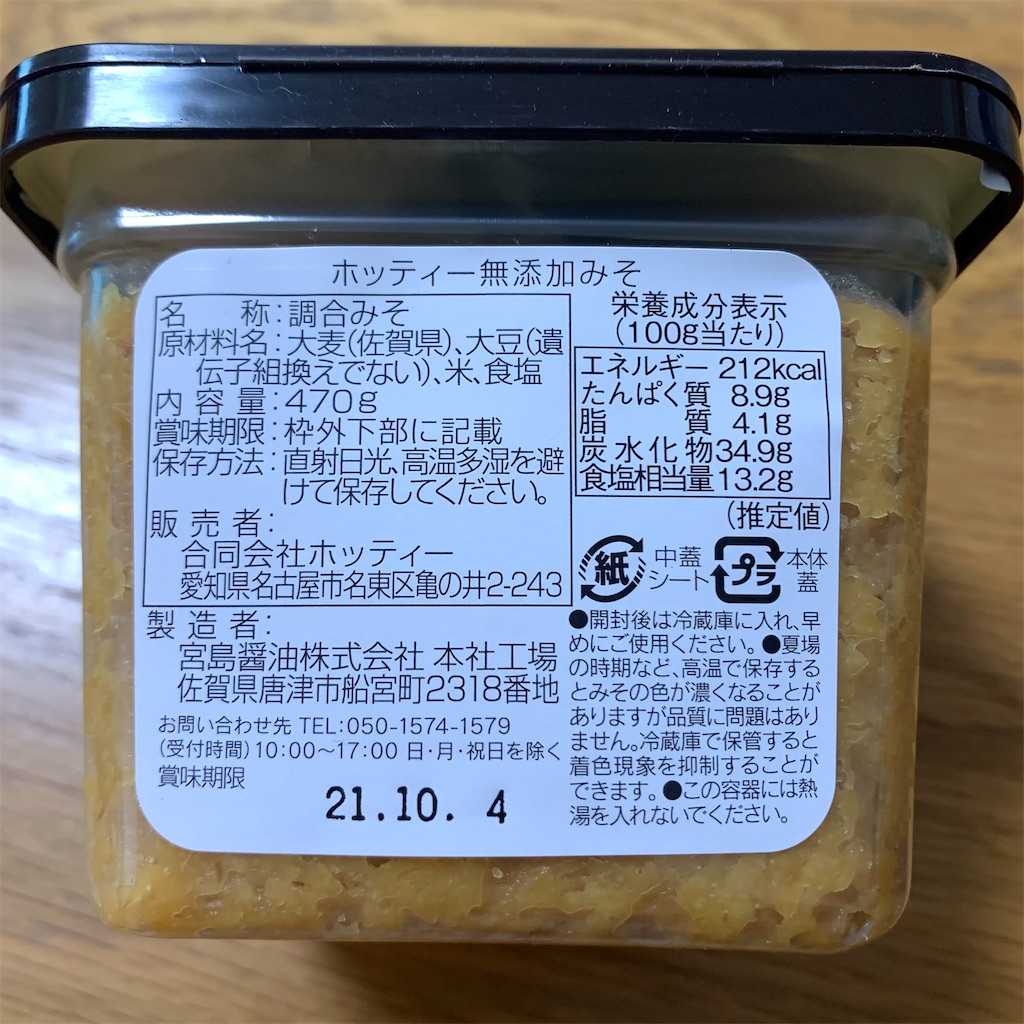 ホッティー無添加みそ
名称:調合みそ
原材料名:大麦(佐賀県)、大豆(遺
伝子組換えでない)、米、食塩
内容量:470g
賞味期限:枠外下部に記載
保存方法:直射日光、高温多湿を避
けて保存してください。
販売者:
合同会社ホッティー
愛知県名古屋市名東区亀の井2-243
製造者:
宮島醤油株式会社 本社工場
佐賀県唐津市船宮町2318番地
お問い合わせ先 TEL:050-1574-1579
(受付時間)10:00〜17:00 日・月・祝日を除く
賞味期限
21.10. 4
栄養成分表示
(100g当たり)
エネルギー 212kcal
たんぱく質 8.9g
脂質 4.1g
炭水化物 34.9g
食塩相当量 13.2g
(推定値)
紙 中蓋
シート
プラ 本体
蓋
●開封後は冷蔵庫に入れ、早
めにご使用ください。●夏場
の時期など、高温で保存する
とみその色が濃くなることが
ありますが品質に問題はあり
ません。冷蔵庫で保管すると
着色現象を抑制することが
できます。●この容器には熱
湯を入れないでください。